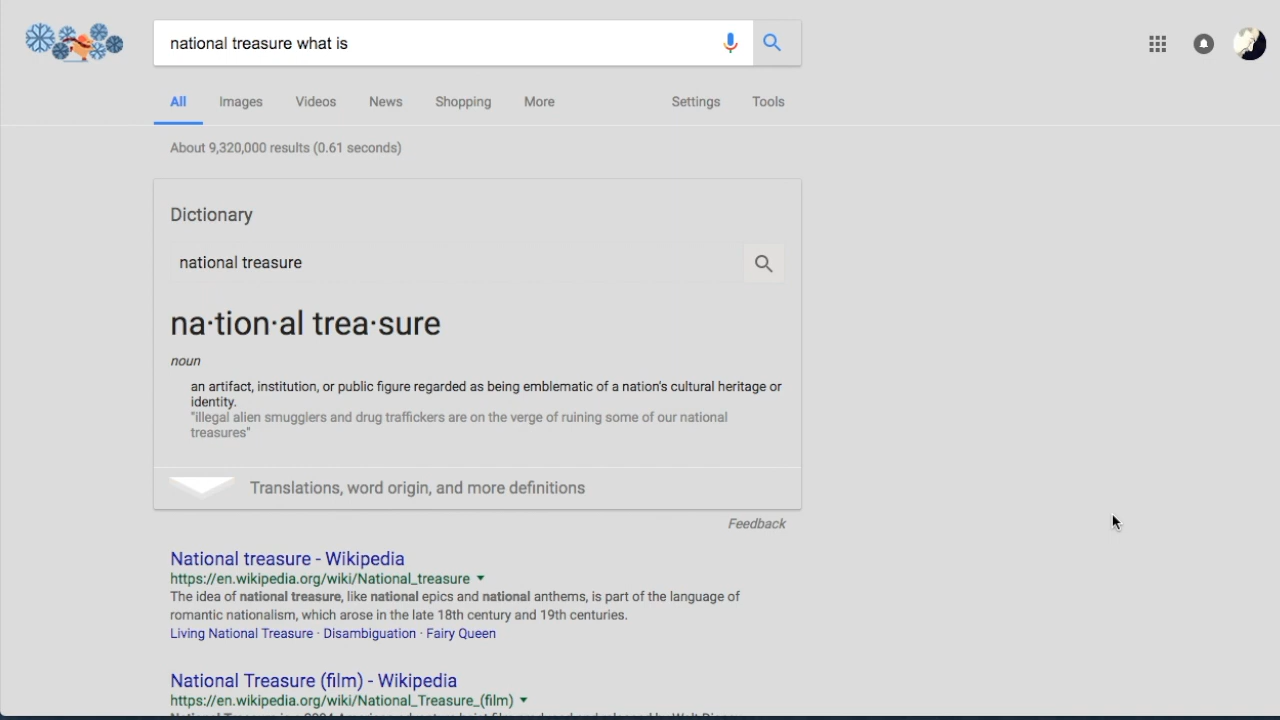 national treasure what is
All Images Videos News Shopping More Settings Tools
About 9,320,000 results (0.61 seconds)
Dictionary
national treasure
na·tion·al trea·sure
noun
an artifact, institution, or public figure regarded as being emblematic of a nation's cultural heritage or
identity.
"illegal alien smugglers and drug traffickers are on the verge of ruining some of our national
treasures"
Translations, word origin, and more definitions
Feedback
National treasure - Wikipedia
https://en.wikipedia.org/wiki/National_treasure
The idea of national treasure, like national epics and national anthems, is part of the language of
romantic nationalism, which arose in the late 18th century and 19th centuries.
Living National Treasure · Disambiguation · Fairy Queen
National Treasure (film) - Wikipedia
https://en.wikipedia.org/wiki/National_Treasure_(film)